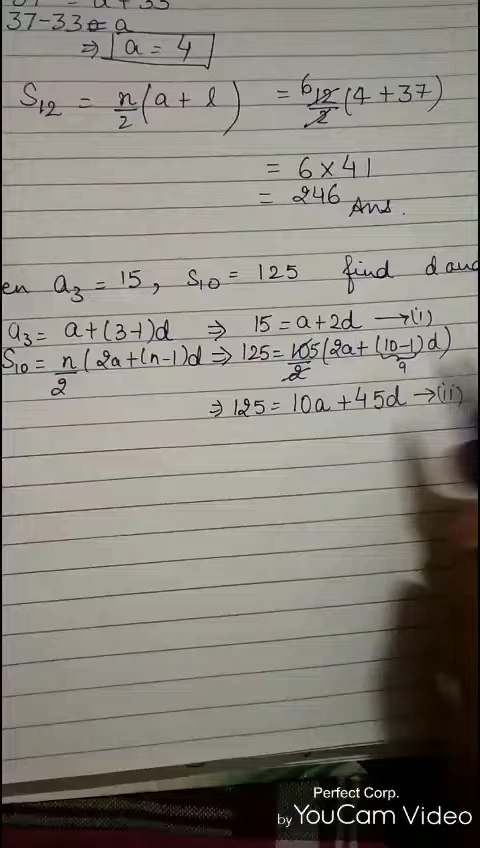 37-33 = a
⇒ a = 4
S12 = n/2 (a + l) = 6 12/2 (4 + 37)
= 6 × 41
= 246 Ans.
en a3 = 15, S10 = 125 find d and
a3 = a + (3-1)d ⇒ 15 = a + 2d → (i)
S10 = n/2 (2a + (n-1)d ⇒ 125 = 10 5/2 (2a + (10-1)d) 9
⇒ 125 = 10a + 45d → (ii)
Perfect Corp.
by YouCam Video